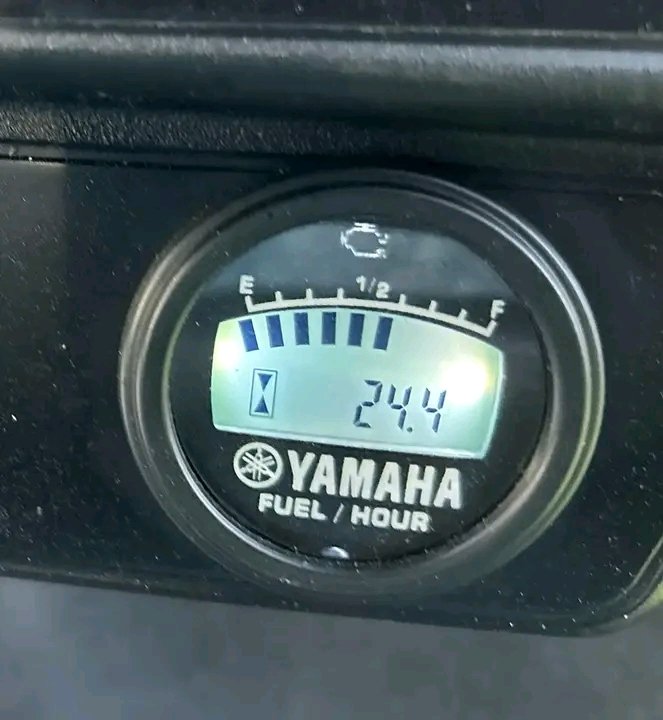 E 1/2 F
24.4
YAMAHA
FUEL / HOUR